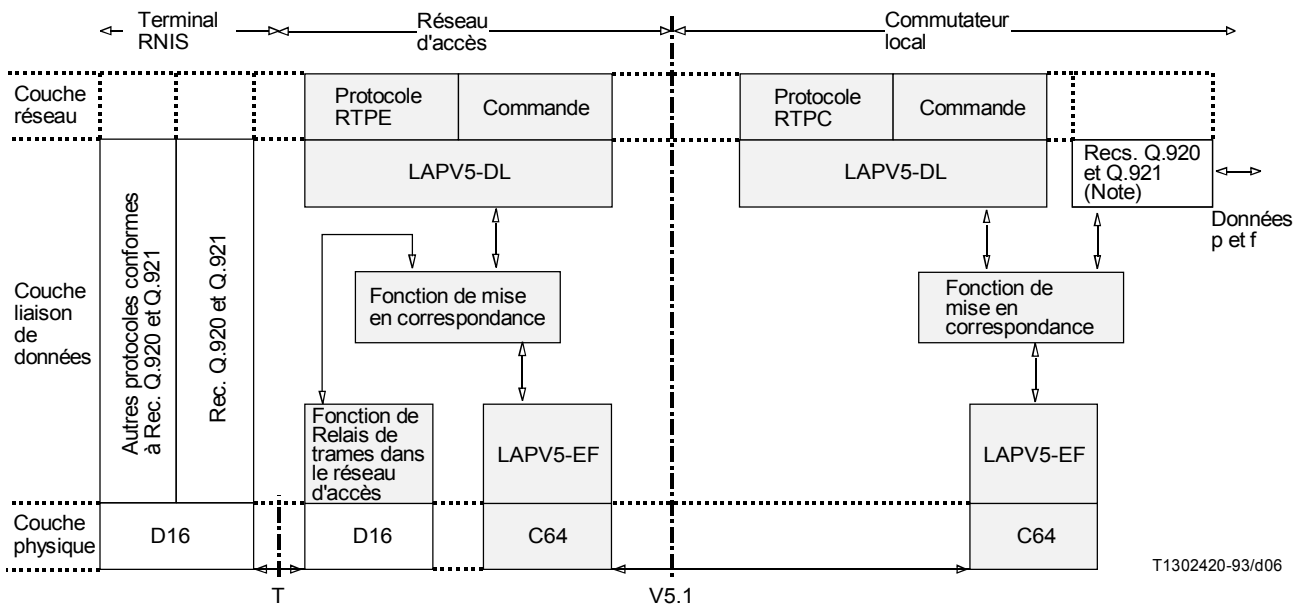 Terminal
RNIS
Réseau
d'accès
Commutateur
local
Couche
réseau
Protocole
RTPE
Commande
Protocole
RTPC
Commande
LAPV5-DL
LAPV5-DL
Recs. Q.920
et Q.921
(Note)
Données
p et f
Couche
liaison
de
données
Autres protocoles conformes
à Rec. Q.920 et Q.921
Rec. Q.920 et Q.921
Fonction de mise
en correspondance
Fonction de
mise en
correspondance
Fonction de
Relais de
trames dans
le réseau
d'accès
LAPV5-EF
LAPV5-EF
Couche
physique
D16
D16
C64
C64
T1302420-93/d06
T
V5.1